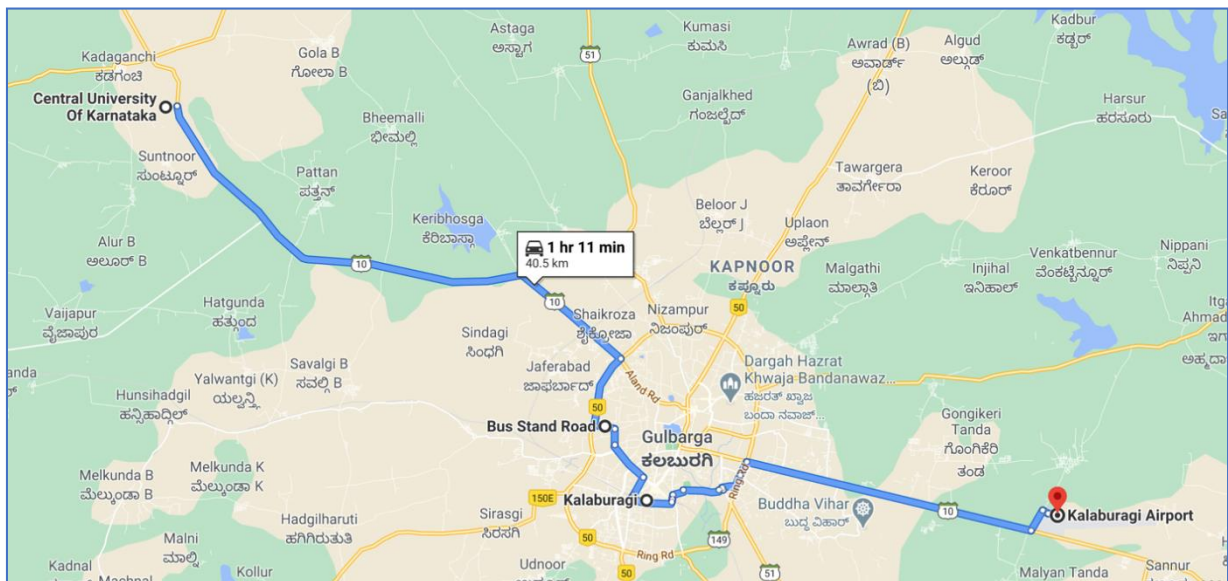 Kadaganchi
ಕಡಗಂಚಿ
Gola B
ಗೋಲಾ B
Astaga
ಅಸ್ಟಾಗ
51
Kumasi
ಕುಮಸಿ
Awrad (B)
ಅವಾರ್ಡ್
(ಬಿ)
Algud
ಅಲ್ಗುಡ್
Kadbur
ಕಡ್ಬರ್
Central University
Of Karnataka
Bheemalli
ಭೀಮಳ್ಳಿ
Ganjalkhed
ಗಂಜಲ್ಖೆಡ್
Harsur
ಹರಸೂರು
Suntnoor
ಸುಂಟ್ನೂರ್
Pattan
ಪತ್ತನ್
Tawargera
ತಾವರ್ಗೇರಾ
Keroor
ಕೆರೂರ್
Keribhosga
ಕೆರಿಬಾಸ್ಗಾ
Beloor J
ಬೆಲ್ಲರ್ J
Uplaon
ಅಪ್ಲೇನ್
Alur B
ಅಲೂರ್ B
10
1 hr 11 min
40.5 km
KAPNOOR
ಕಪ್ನೂರು
Malgathi
ಮಾಲ್ಗಾತಿ
Injihal
ಇನಿಹಾಲ್
Venkatbennur
ವೆಂಕಟ್ಬೆನ್ನೂರ್
Nippani
ನಿಪ್ಪನಿ
Vaijapur
ವೈಜಾಪುರ
Hatgunda
ಹತ್ಗುಂದ
10
Shaikroza
ಶೈಕ್ರೋಜಾ
Nizampur
ನಿಜಂಪುರ್
50
Sindagi
ಸಿಂಧಗಿ
Savalgi B
ಸವಲ್ಗಿ B
Jaferabad
ಜಾಫರ್ಬಾದ್
Aland Rd
Dargah Hazrat
Khwaja Bandanawaz...
ಹಜರತ್ ಖ್ವಾಜ
ಬಂದಾ ನವಾಜ್...
Hunsihadgil
ಹನ್ಸಿಹಾದ್ಗಿಲ್
Yalwantgi (K)
50
Bus Stand Road
Gulbarga
ಕಲಬುರಗಿ
Gongikeri
Tanda
ಗೊಂಗಿಕೆರಿ
ತಂಡ
Melkunda B
ಮೆಲ್ಕುಂಡಾ B
Melkunda K
ಮೆಲ್ಕುಂಡಾ K
Ring Rd
150E
Kalaburagi
Buddha Vihar
ಬುದ್ಧ ವಿಹಾರ್
10
Kalaburagi Airport
Hadgilharuti
ಹಗಿಗಿರುತುತಿ
Sirasgi
ಸಿರಸಗಿ
149
Malni
ಮಾಲ್ನಿ
50
Ring Rd
Kadnal
Kollur
Udnoor
50
51
Malyan Tanda
Sannur